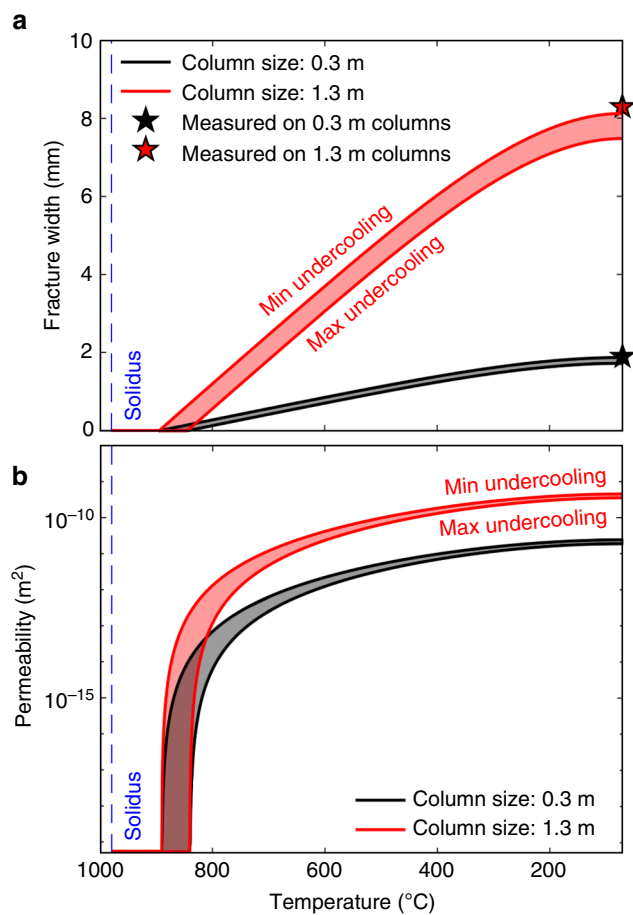 a
10
8
6
4
2
0
Fracture width (mm)
Column size: 0.3 m
Column size: 1.3 m
Measured on 0.3 m columns
Measured on 1.3 m columns
Min undercooling
Max undercooling
Solidus
b
10⁻¹⁰
10⁻¹⁵
Permeability (m²)
Min undercooling
Max undercooling
Solidus
Column size: 0.3 m
Column size: 1.3 m
1000 800 600 400 200
Temperature (°C)